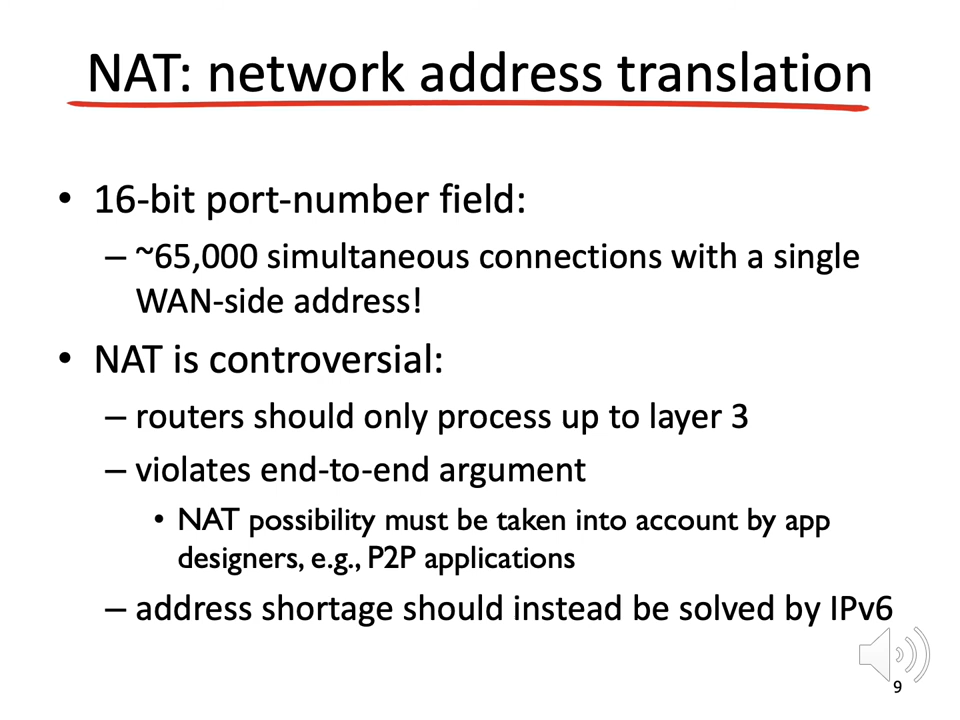 NAT: network address translation
• 16-bit port-number field:
– ~65,000 simultaneous connections with a single
WAN-side address!
• NAT is controversial:
– routers should only process up to layer 3
– violates end-to-end argument
• NAT possibility must be taken into account by app
designers, e.g., P2P applications
– address shortage should instead be solved by IPv6
9